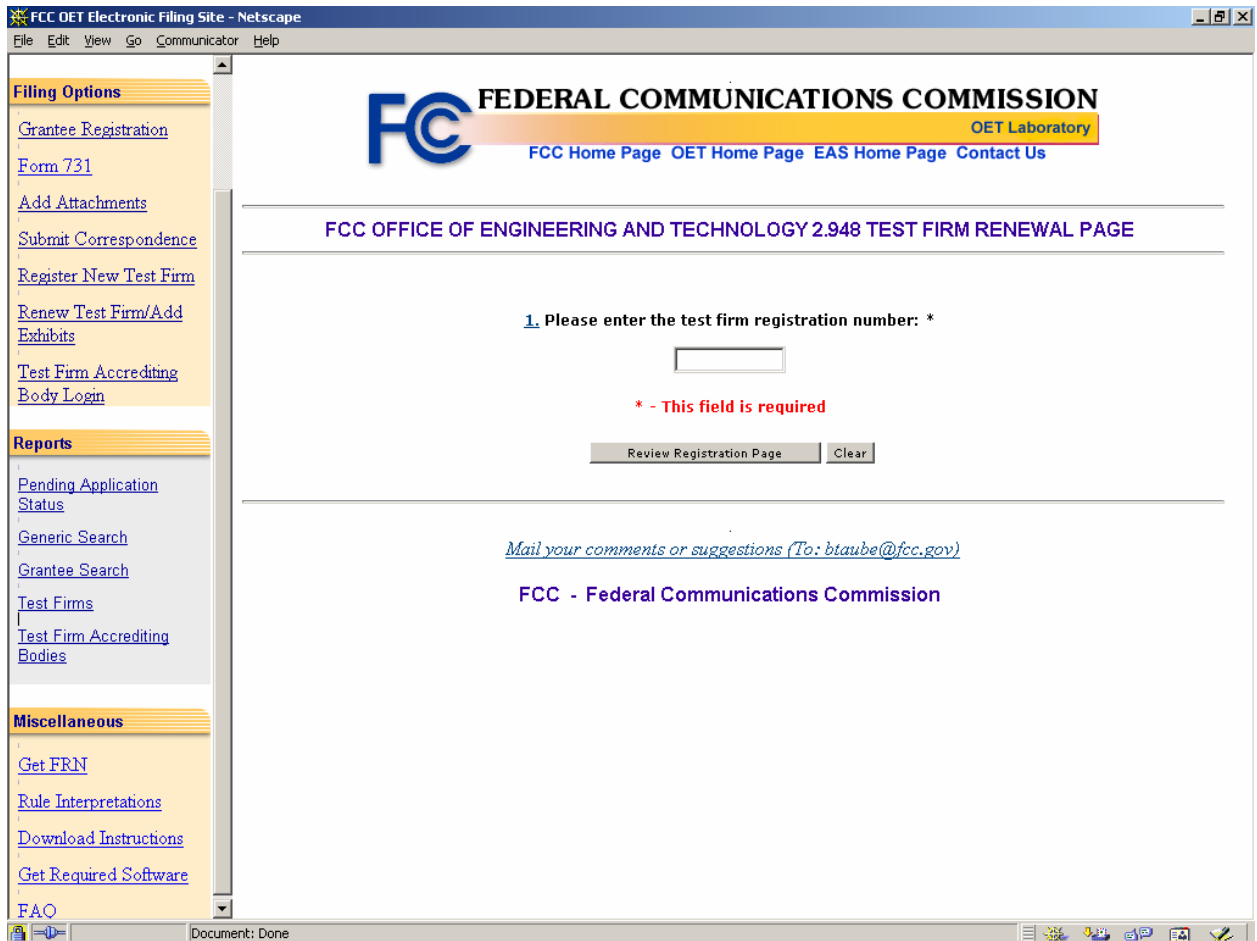 FCC OET Electronic Filing Site - Netscape
File Edit View Go Communicator Help
Filing Options
Grantee Registration
Form 731
Add Attachments
Submit Correspondence
Register New Test Firm
Renew Test Firm/Add
Exhibits
Test Firm Accrediting
Body Login
Reports
Pending Application
Status
Generic Search
Grantee Search
Test Firms
Test Firm Accrediting
Bodies
Miscellaneous
Get FRN
Rule Interpretations
Download Instructions
Get Required Software
FAQ
FCC FEDERAL COMMUNICATIONS COMMISSION
OET Laboratory
FCC Home Page OET Home Page EAS Home Page Contact Us
FCC OFFICE OF ENGINEERING AND TECHNOLOGY 2.948 TEST FIRM RENEWAL PAGE
1. Please enter the test firm registration number: *
* - This field is required
Review Registration Page Clear
Mail your comments or suggestions (To: btaube@fcc.gov)
FCC - Federal Communications Commission
Document: Done